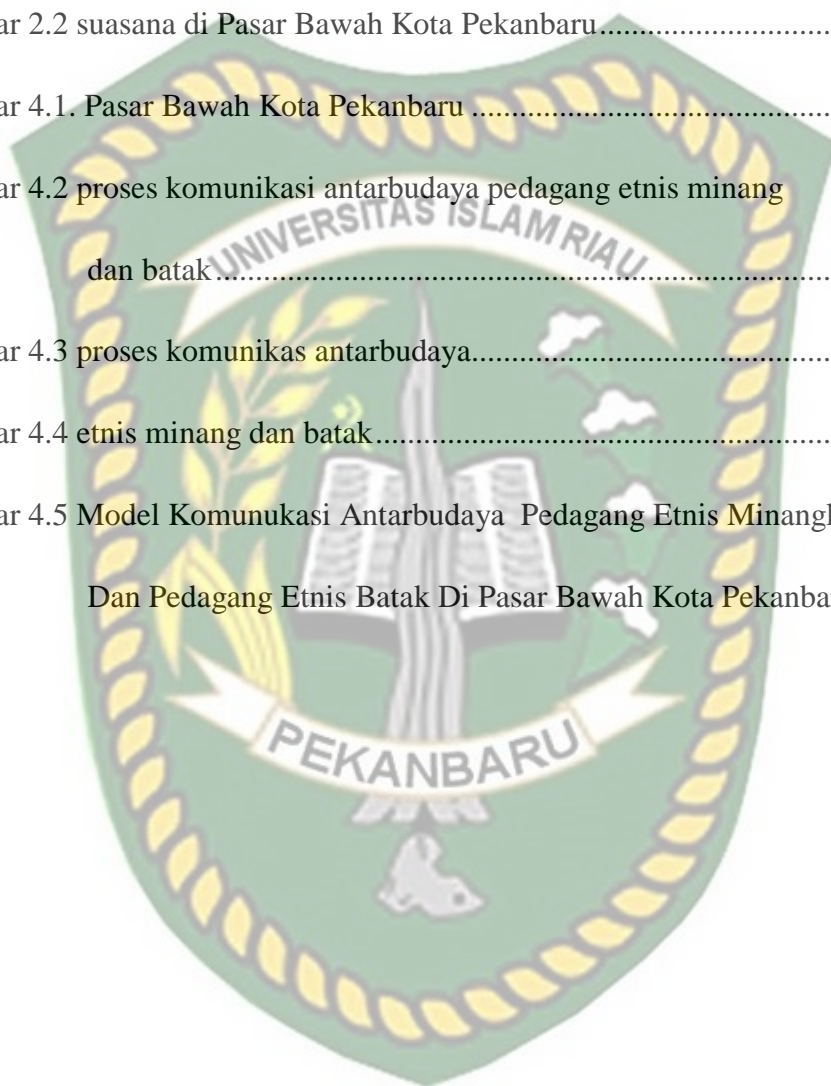 ar 2.2 suasana di Pasar Bawah Kota Pekanbaru..........................
ar 4.1. Pasar Bawah Kota Pekanbaru ..........................................
ar 4.2 proses komunikasi antarbudaya pedagang etnis minang
UNIVERSITAS ISLAM RIAU
dan batak........................................................................
ar 4.3 proses komunikas antarbudaya..........................................
ar 4.4 etnis minang dan batak.....................................................
ar 4.5 Model Komunukasi Antarbudaya Pedagang Etnis Minang
Dan Pedagang Etnis Batak Di Pasar Bawah Kota Pekanba
PEKANBARU